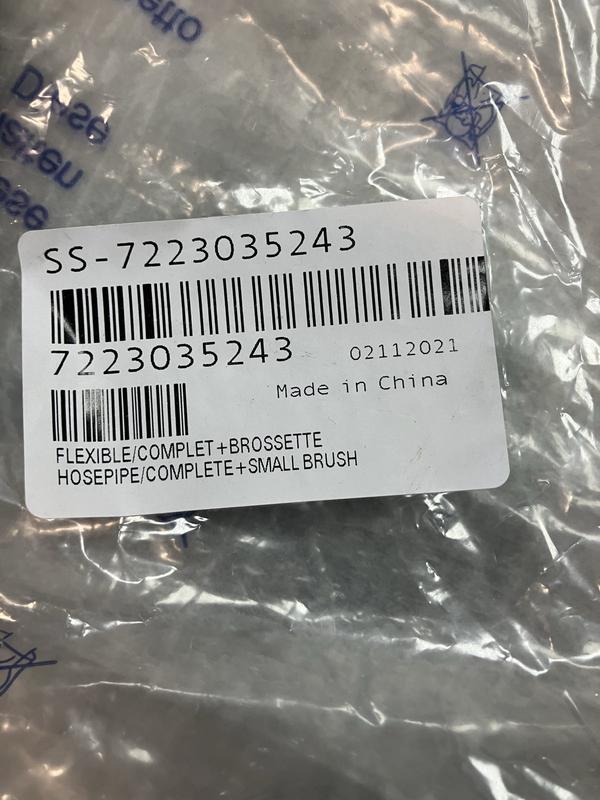 SS-7223035243
7223035243
02112021
Made in China
FLEXIBLE/COMPLET+BROSSETTE
HOSEPIPE/COMPLETE+SMALL BRUSH